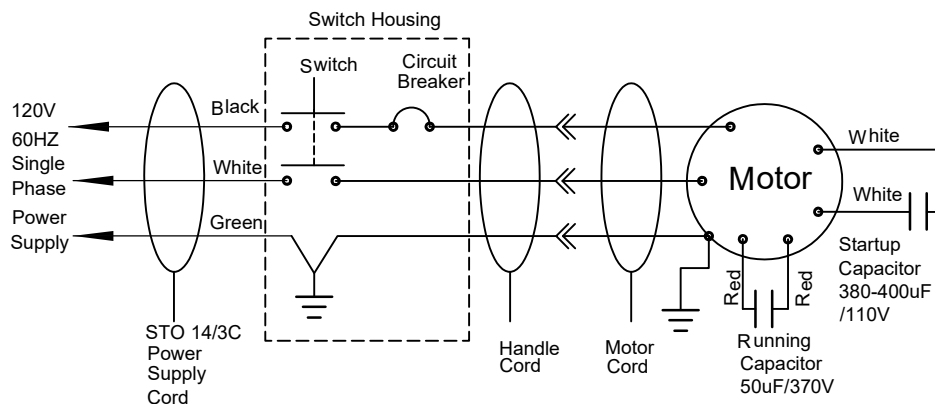 Switch Housing
Switch
Circuit
Breaker
120V
60HZ
Single
Phase
Power
Supply
Black
White
Green
Motor
White
White
Startup
Capacitor
380-400uF
/110V
Red
Red
Running
Capacitor
50uF/370V
STO 14/3C
Power
Supply
Cord
Handle
Cord
Motor
Cord